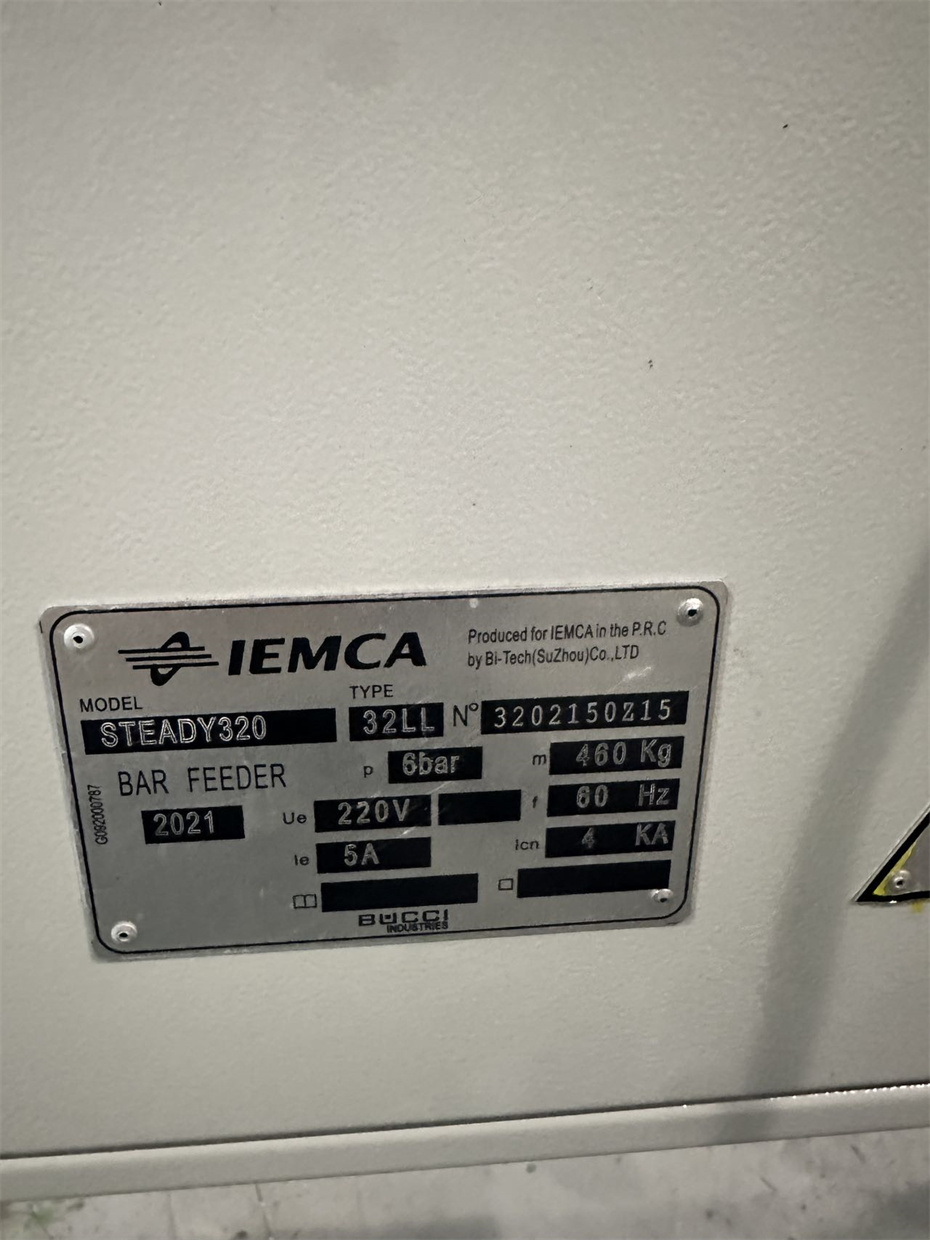 IEMCA
Produced for IEMCA in the P.R.C
by Bi-Tech(SuZhou)Co.,LTD
MODEL
STEADY320
TYPE
32LL
N° 3202150Z15
BAR FEEDER
p 6bar
m 460 Kg
2021
Ue 220V
f 60 Hz
Ie 5A
Icn 4 KA
G092000787
BUCCI
INDUSTRIES